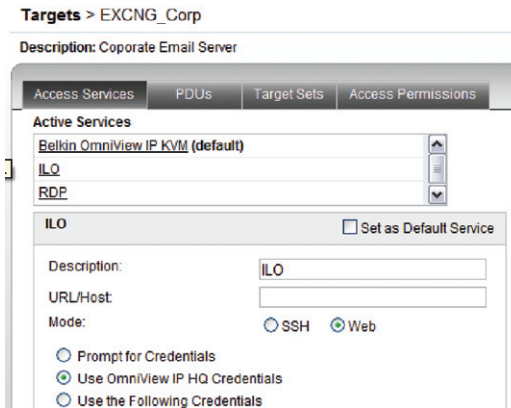 Targets > EXCNG_Corp
Description: Coporate Email Server
Access Services PDUs Target Sets Access Permissions
Active Services
Belkin OmniView IP KVM (default)
ILO
RDP
ILO Set as Default Service
Description: ILO
URL/Host:
Mode: SSH Web
Prompt for Credentials
Use OmniView IP HQ Credentials
Use the Following Credentials